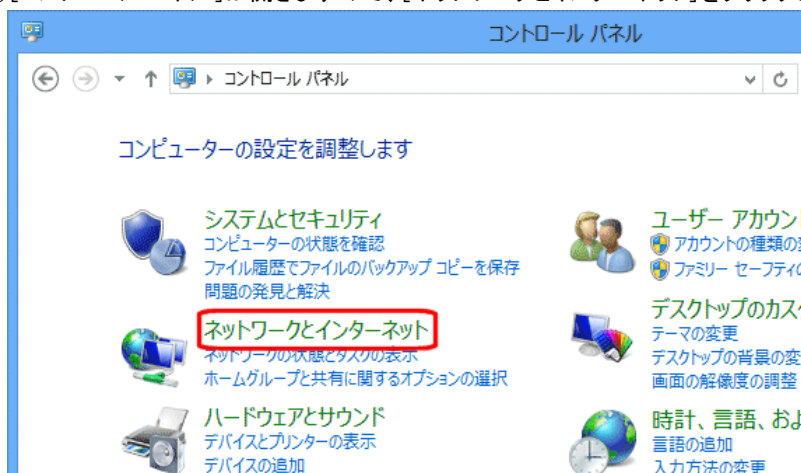 コントロール パネル
コントロール パネル
コンピューターの設定を調整します
システムとセキュリティ
コンピューターの状態を確認
ファイル履歴でファイルのバックアップ コピーを保存
問題の発見と解決
ネットワークとインターネット
ネットワークの状態とタスクの表示
ホームグループと共有に関するオプションの選択
ハードウェアとサウンド
デバイスとプリンターの表示
デバイスの追加
ユーザー アカウン
アカウントの種類の
ファミリー セーフティ
デスクトップのカス
テーマの変更
デスクトップの背景の変
画面の解像度の調整
時計、言語、およ
言語の追加
入力方法の変更